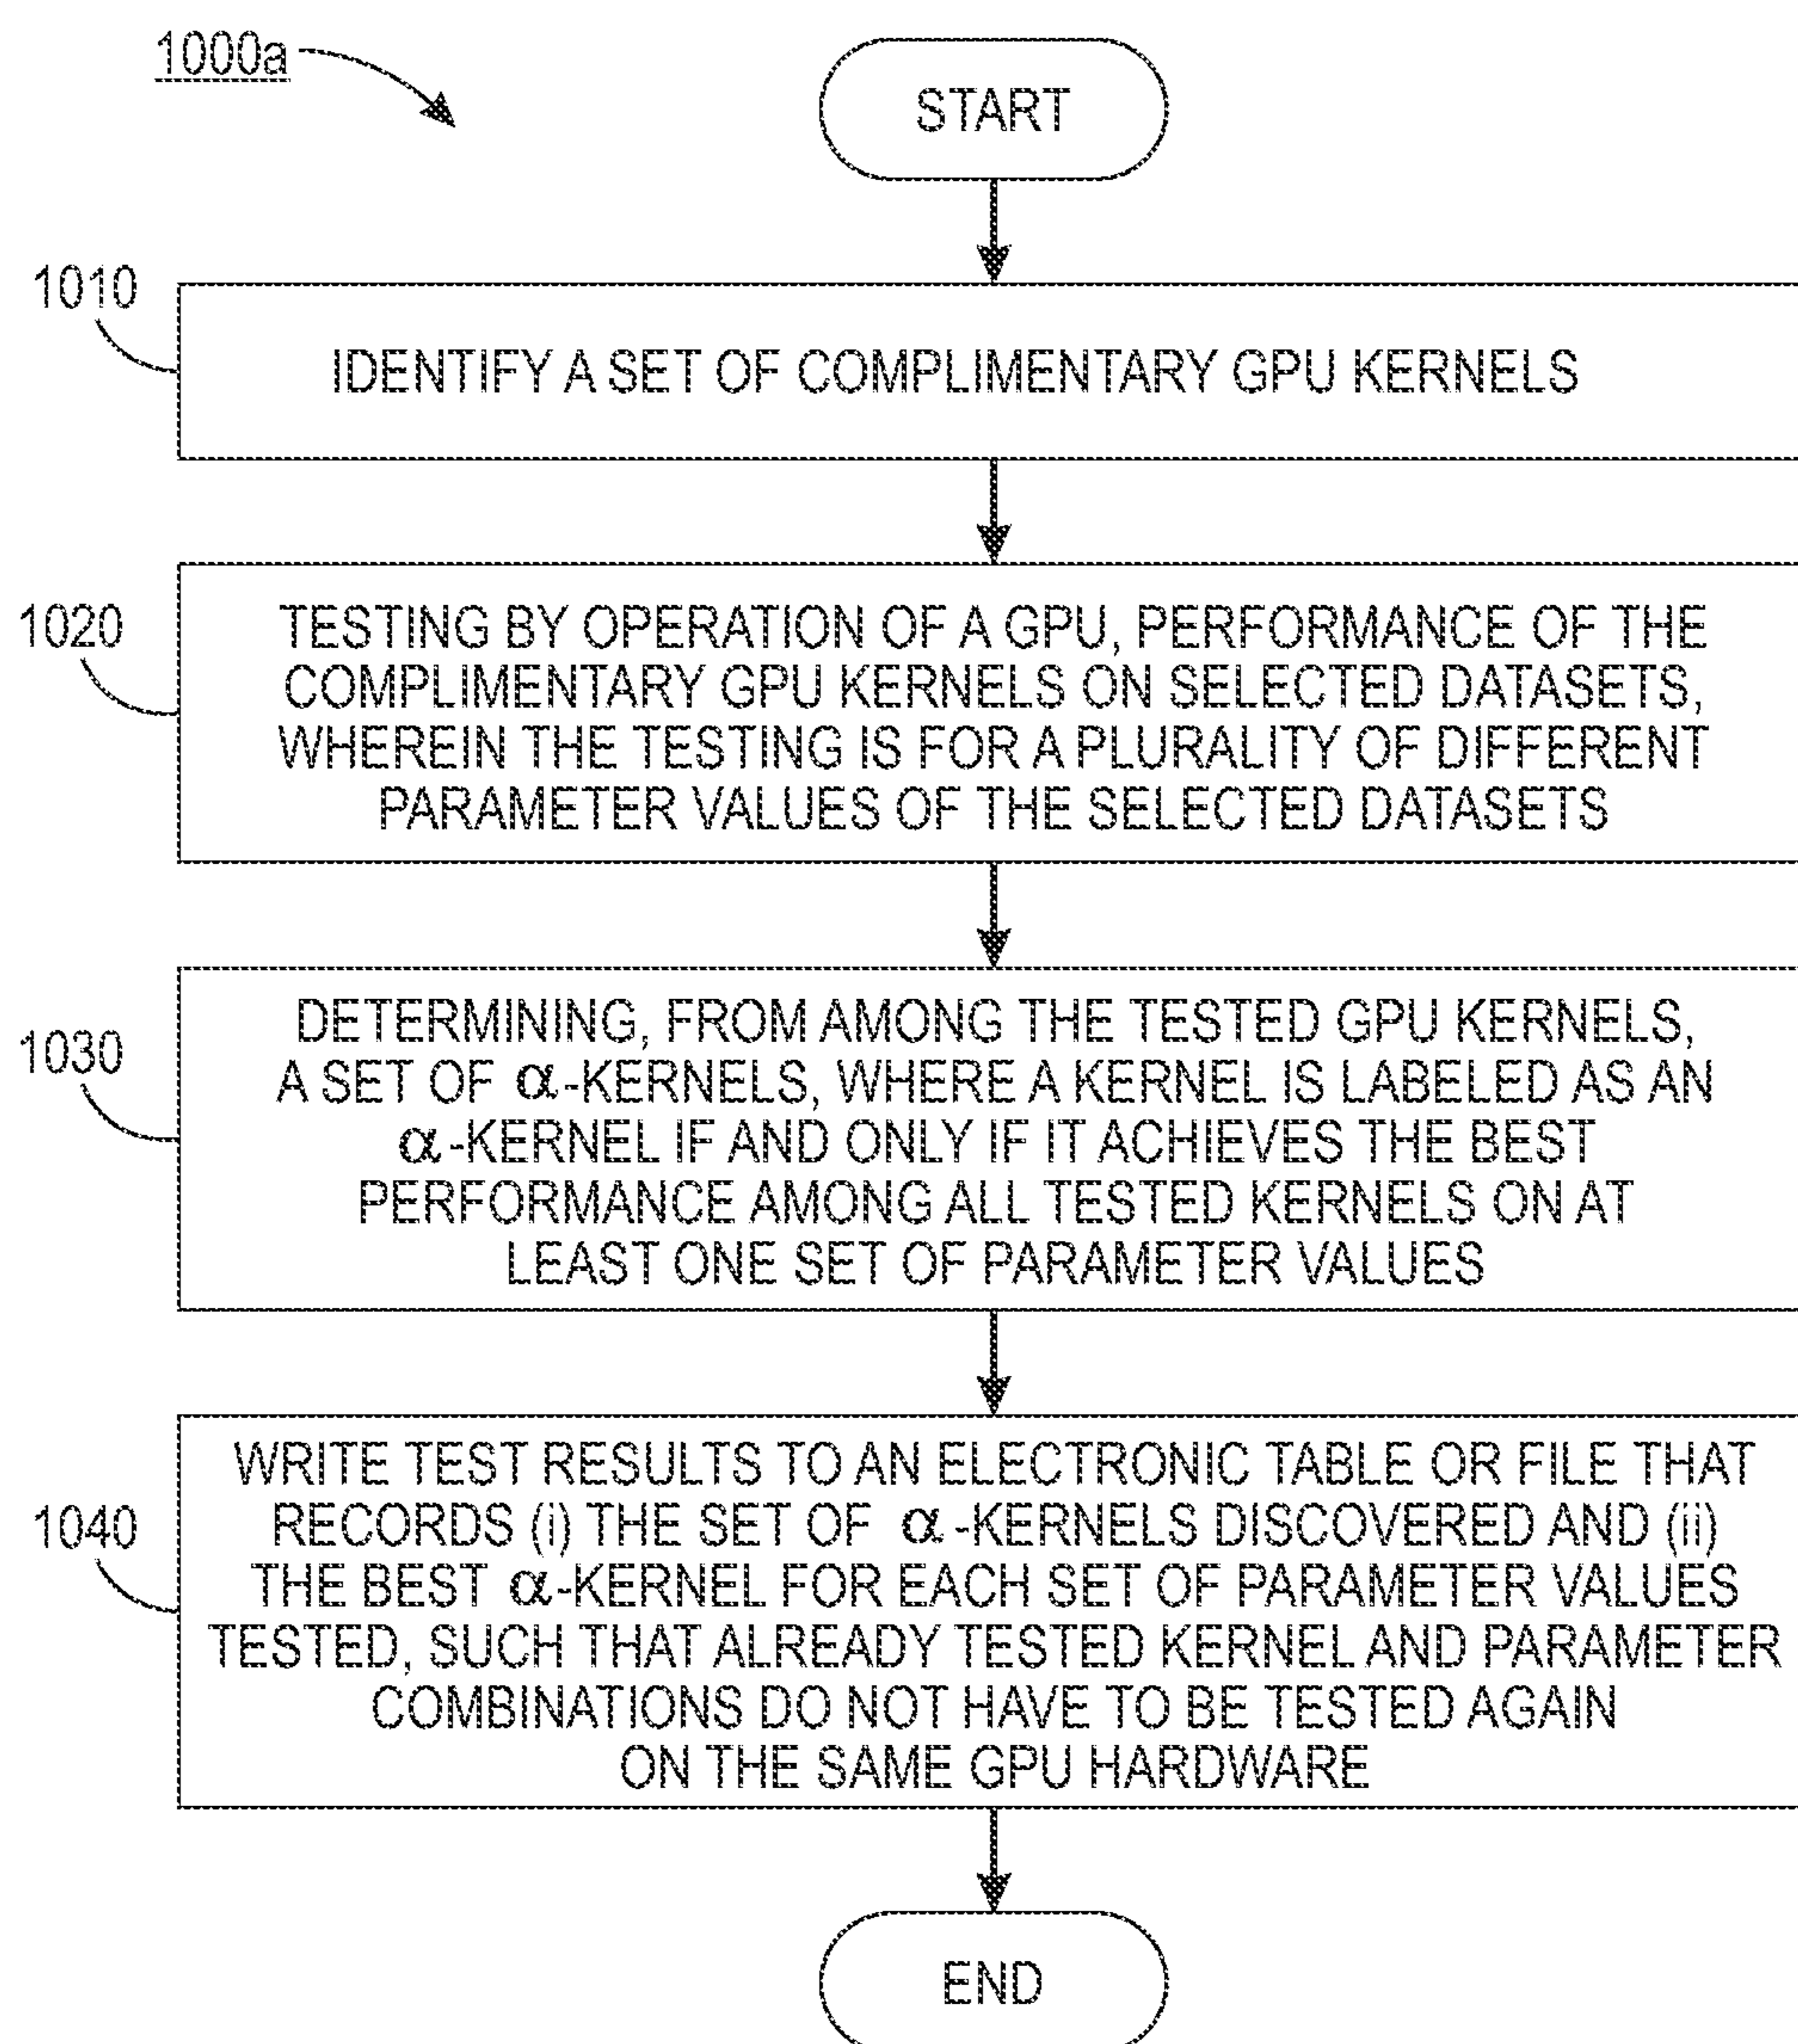 1000a
START
1010
IDENTIFY A SET OF COMPLIMENTARY GPU KERNELS
1020
TESTING BY OPERATION OF A GPU, PERFORMANCE OF THE
COMPLIMENTARY GPU KERNELS ON SELECTED DATASETS,
WHEREIN THE TESTING IS FOR A PLURALITY OF DIFFERENT
PARAMETER VALUES OF THE SELECTED DATASETS
1030
DETERMINING, FROM AMONG THE TESTED GPU KERNELS,
A SET OF α-KERNELS, WHERE A KERNEL IS LABELED AS AN
α-KERNEL IF AND ONLY IF IT ACHIEVES THE BEST
PERFORMANCE AMONG ALL TESTED KERNELS ON AT
LEAST ONE SET OF PARAMETER VALUES
1040
WRITE TEST RESULTS TO AN ELECTRONIC TABLE OR FILE THAT
RECORDS (i) THE SET OF α-KERNELS DISCOVERED AND (ii)
THE BEST α-KERNEL FOR EACH SET OF PARAMETER VALUES
TESTED, SUCH THAT ALREADY TESTED KERNEL AND PARAMETER
COMBINATIONS DO NOT HAVE TO BE TESTED AGAIN
ON THE SAME GPU HARDWARE
END